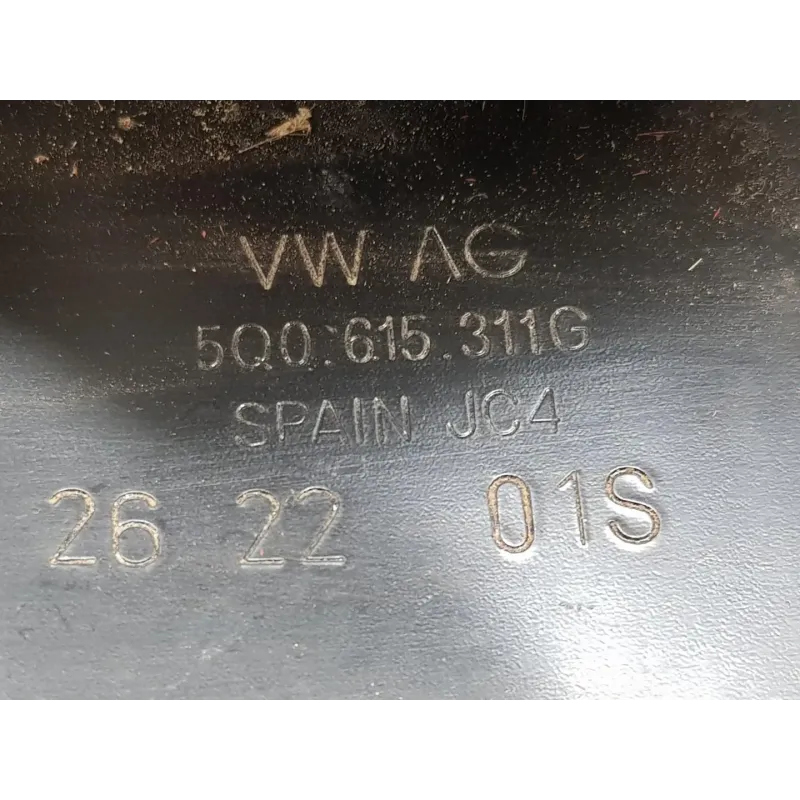 VW AG
5Q0.615.311G
SPAIN JC4
26 22 01S